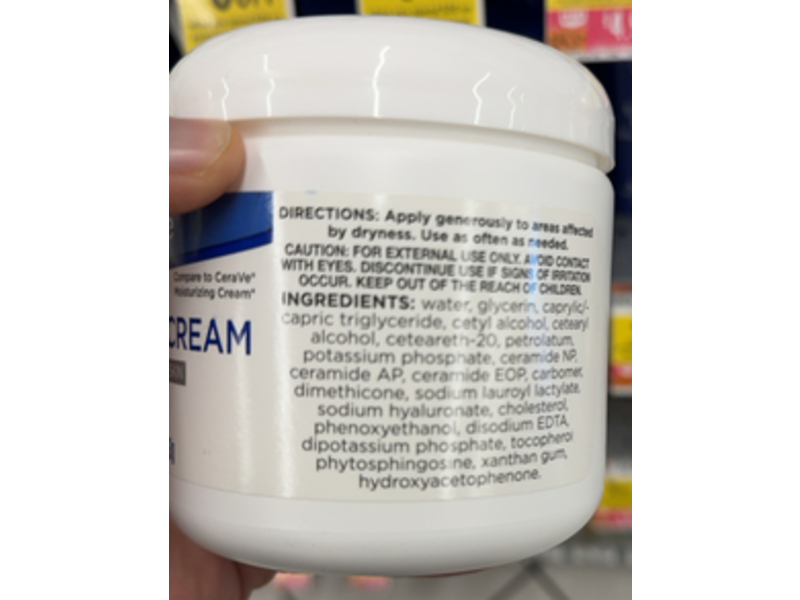 Compare to CeraVe®
Moisturizing Cream*
CREAM
DIRECTIONS: Apply generously to areas affected
by dryness. Use as often as needed.
CAUTION: FOR EXTERNAL USE ONLY. AVOID CONTACT
WITH EYES. DISCONTINUE USE IF SIGNS OF IRRITATION
OCCUR. KEEP OUT OF THE REACH OF CHILDREN.
INGREDIENTS: water, glycerin, caprylic/-
capric triglyceride, cetyl alcohol, cetearyl
alcohol, ceteareth-20, petrolatum,
potassium phosphate, ceramide NP,
ceramide AP, ceramide EOP, carbomer,
dimethicone, sodium lauroyl lactylate,
sodium hyaluronate, cholesterol,
phenoxyethanol, disodium EDTA,
dipotassium phosphate, tocopherol
phytosphingosine, xanthan gum,
hydroxyacetophenone.